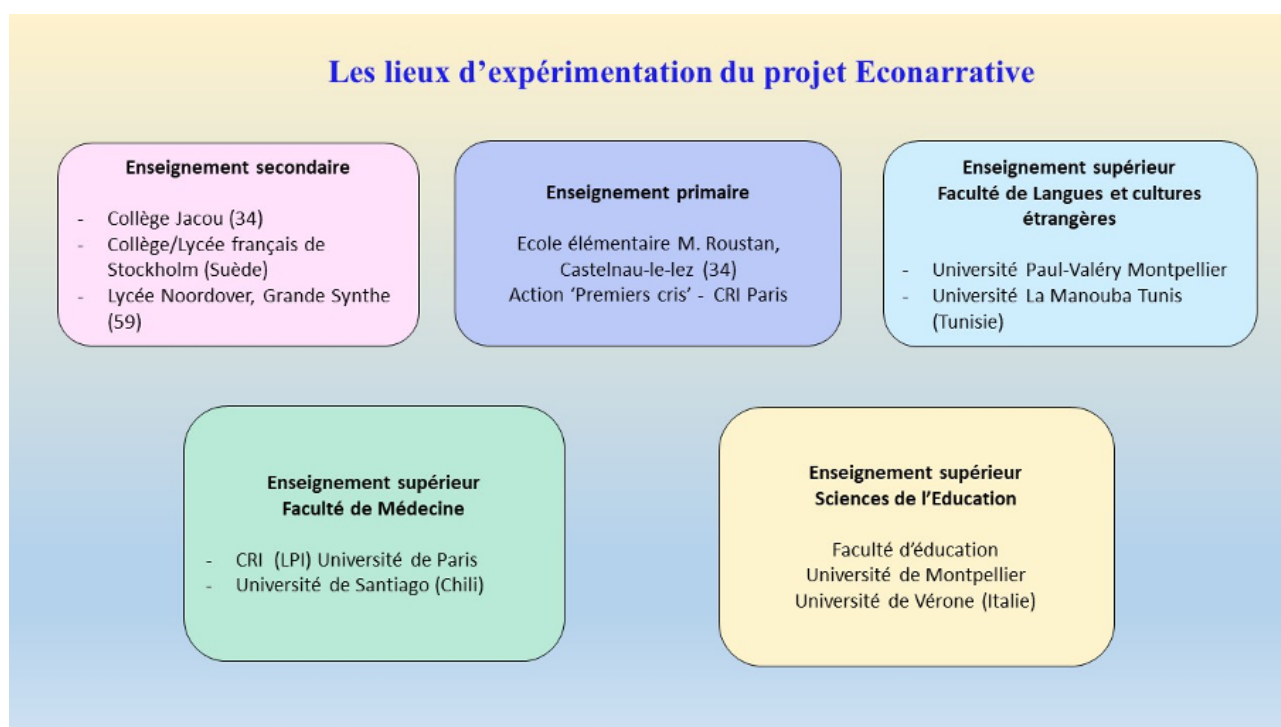 Les lieux d’expérimentation du projet Econarrative
Enseignement secondaire
- Collège Jacou (34)
- Collège/Lycée français de
Stockholm (Suède)
- Lycée Noordover, Grande Synthe
(59)
Enseignement primaire
Ecole élémentaire M. Roustan,
Castelnau-le-lez (34)
Action ‘Premiers cris’ - CRI Paris
Enseignement supérieur
Faculté de Langues et cultures
étrangères
- Université Paul-Valéry Montpellier
- Université La Manouba Tunis
(Tunisie)
Enseignement supérieur
Faculté de Médecine
- CRI (LPI) Université de Paris
- Université de Santiago (Chili)
Enseignement supérieur
Sciences de l’Education
Faculté d’éducation
Université de Montpellier
Université de Vérone (Italie)